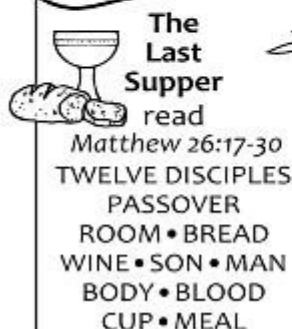 The
Last
Supper
read
Matthew 26:17-30
TWELVE DISCIPLES
PASSOVER
ROOM • BREAD
WINE • SON • MAN
BODY • BLOOD
CUP • MEAL